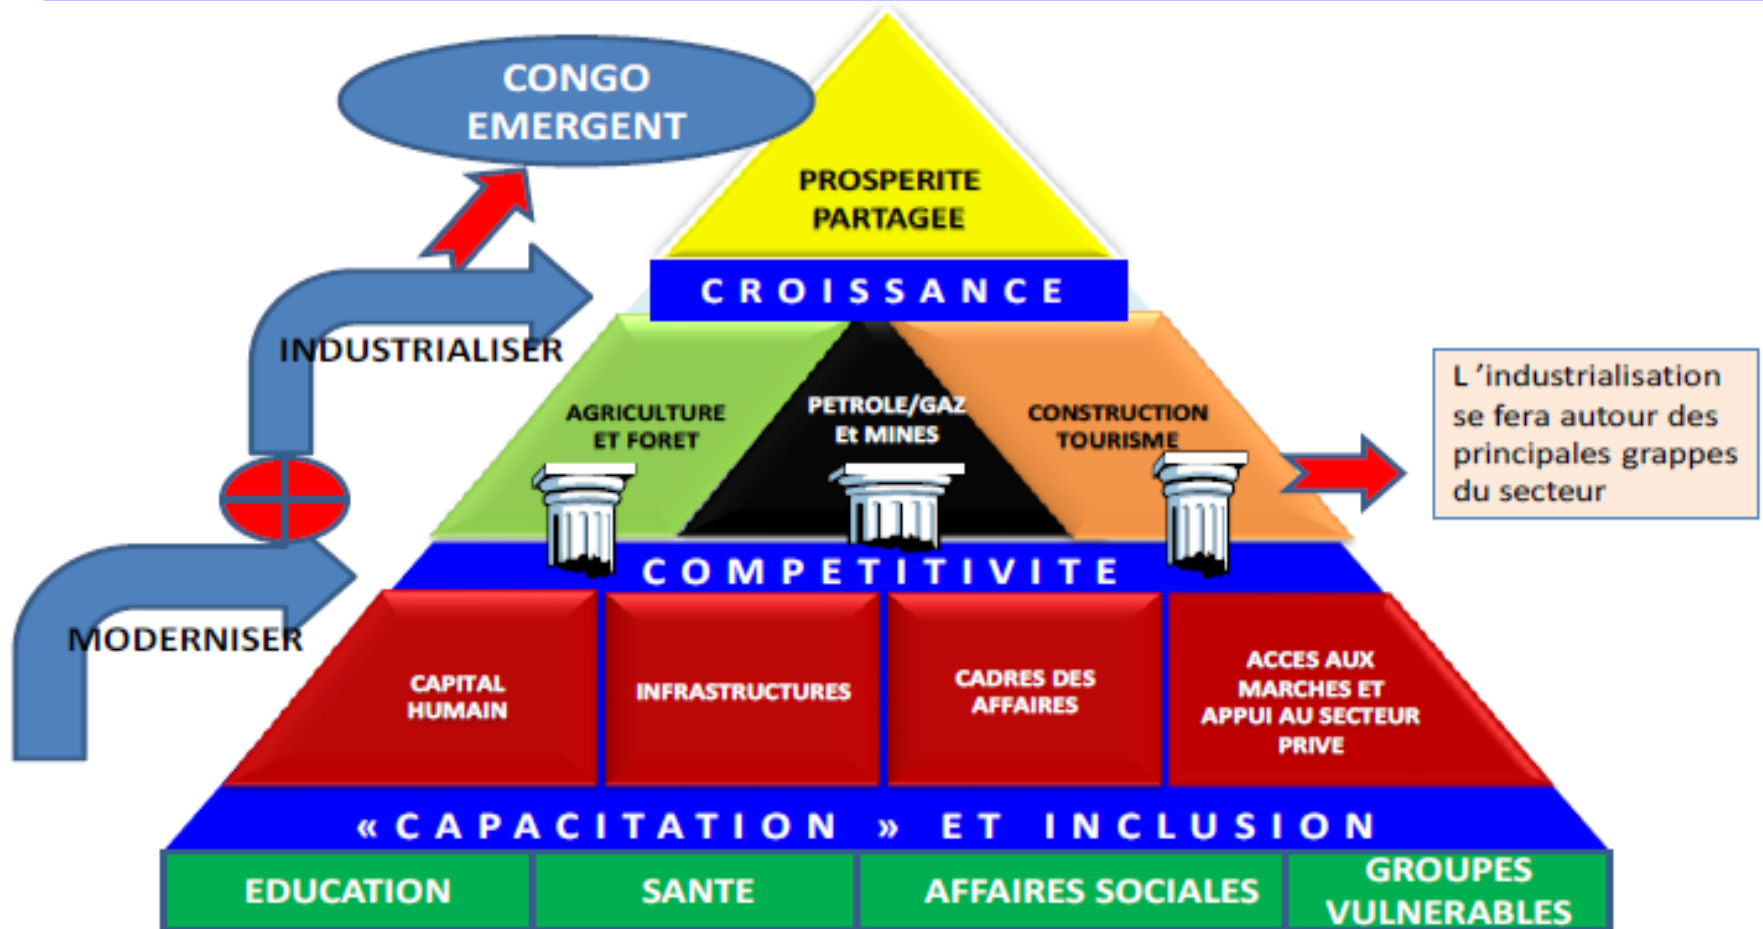 CONGO
EMERGENT
PROSPERITE
PARTAGEE
CROISSANCE
INDUSTRIALISER
AGRICULTURE
ET FORET
PETROLE/GAZ
Et MINES
CONSTRUCTION
TOURISME
L ’industrialisation
se fera autour des
principales grappes
du secteur
COMPETITIVITE
MODERNISER
CAPITAL
HUMAIN
INFRASTRUCTURES
CADRES DES
AFFAIRES
ACCES AUX
MARCHES ET
APPUI AU SECTEUR
PRIVE
« CAPACITATION » ET INCLUSION
EDUCATION
SANTE
AFFAIRES SOCIALES
GROUPES
VULNERABLES